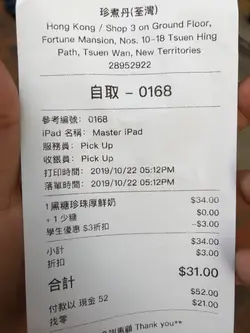 珍煮丹(荃灣)
Hong Kong / Shop 3 on Ground Floor,
Fortune Mansion, Nos. 10-18 Tsuen Hing
Path, Tsuen Wan, New Territories
28952922
自取 - 0168
參考編號: 0168
iPad 名稱: Master iPad
服務員: Pick Up
收銀員: Pick Up
打印時間: 2019/10/22 05:12PM
落單時間: 2019/10/22 05:12PM
1 黑糖珍珠厚鮮奶 $34.00
+ 1 少糖 $0.00
學生優惠 $3折扣 -$3.00
小計 $34.00
折扣 $3.00
合計 $31.00
付款以 現金 52 $52.00
找零 $21.00
惠顧 Thank you**